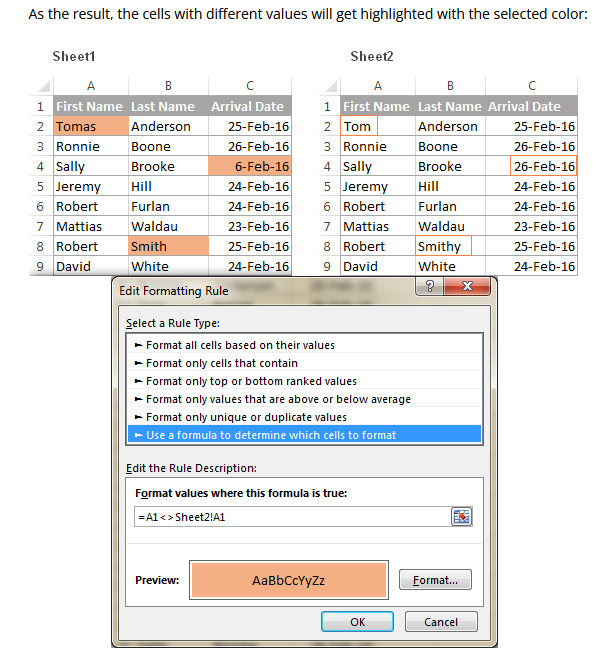 As the result, the cells with different values will get highlighted with the selected color:
Sheet1 Sheet2
A B C A B C
1 First Name Last Name Arrival Date 1 First Name Last Name Arrival Date
2 Tomas Anderson 25-Feb-16 2 Tom Anderson 25-Feb-16
3 Ronnie Boone 26-Feb-16 3 Ronnie Boone 26-Feb-16
4 Sally Brooke 6-Feb-16 4 Sally Brooke 26-Feb-16
5 Jeremy Hill 24-Feb-16 5 Jeremy Hill 24-Feb-16
6 Robert Furlan 24-Feb-16 6 Robert Furlan 24-Feb-16
7 Mattias Waldau 23-Feb-16 7 Mattias Waldau 23-Feb-16
8 Robert Smith 25-Feb-16 8 Robert Smithy 25-Feb-16
9 David White 24-Feb-16 9 David White 24-Feb-16
Edit Formatting Rule
Select a Rule Type:
► Format all cells based on their values
► Format only cells that contain
► Format only top or bottom ranked values
► Format only values that are above or below average
► Format only unique or duplicate values
► Use a formula to determine which cells to format
Edit the Rule Description:
Format values where this formula is true:
=A1<>Sheet2!A1
Preview: AaBbCcYyZz Format...
OK Cancel